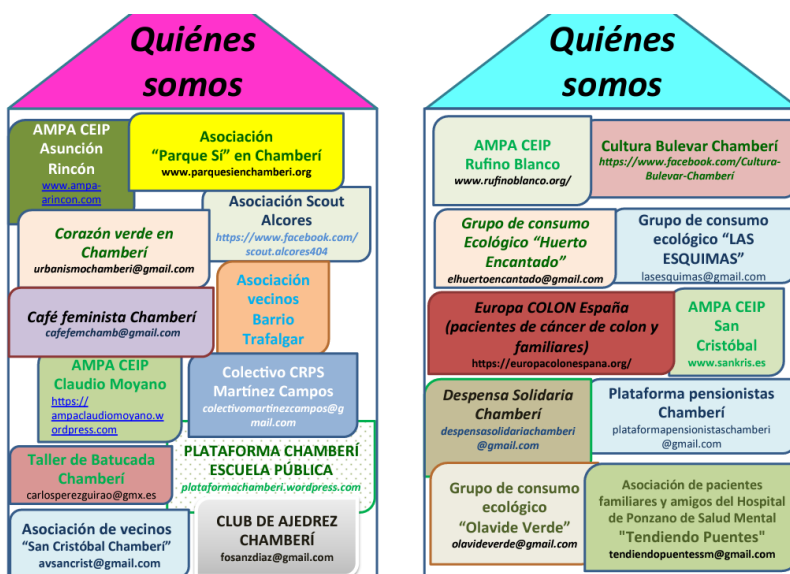 Quiénes
somos
AMPA CEIP
Asunción
Rincón
www.ampa-
arincon.com
Asociación
“Parque Sí” en Chamberí
www.parquesienchamberi.org
Asociación Scout
Alcores
https://www.facebook.com/
scout.alcores404
Corazón verde en
Chamberí
urbanismochamberi@gmail.com
Asociación
vecinos
Barrio
Trafalgar
Café feminista Chamberí
cafefemchamb@gmail.com
AMPA CEIP
Claudio Moyano
https://
ampaclaudiomoyano.w
ordpress.com
Colectivo CRPS
Martínez Campos
colectivomartinezcampos@g
mail.com
PLATAFORMA CHAMBERÍ
ESCUELA PÚBLICA
plataformachamberi.wordpress.com
Taller de Batucada
Chamberí
carlosperezguirao@gmx.es
CLUB DE AJEDREZ
CHAMBERÍ
fosanzdiaz@gmail.com
Asociación de vecinos
“San Cristóbal Chamberí”
avsancrist@gmail.com
Quiénes
somos
AMPA CEIP
Rufino Blanco
www.rufinoblanco.org/
Cultura Bulevar Chamberí
https://www.facebook.com/Cultura-
Bulevar-Chamberí
Grupo de consumo
Ecológico “Huerto
Encantado”
elhuertoencantado@gmail.com
Grupo de consumo
ecológico “LAS
ESQUIMAS”
lasesquimas@gmail.com
Europa COLON España
(pacientes de cáncer de colon y
familiares)
https://europacolonespana.org/
AMPA CEIP
San
Cristóbal
www.sankris.es
Despensa Solidaria
Chamberí
despensasolidariachamberi
@gmail.com
Plataforma pensionistas
Chamberí
plataformapensionistaschamberi
@gmail.com
Grupo de consumo
ecológico
“Olavide Verde”
olavideverde@gmail.com
Asociación de pacientes
familiares y amigos del Hospital
de Ponzano de Salud Mental
"Tendiendo Puentes"
tendiendopuentessm@gmail.com